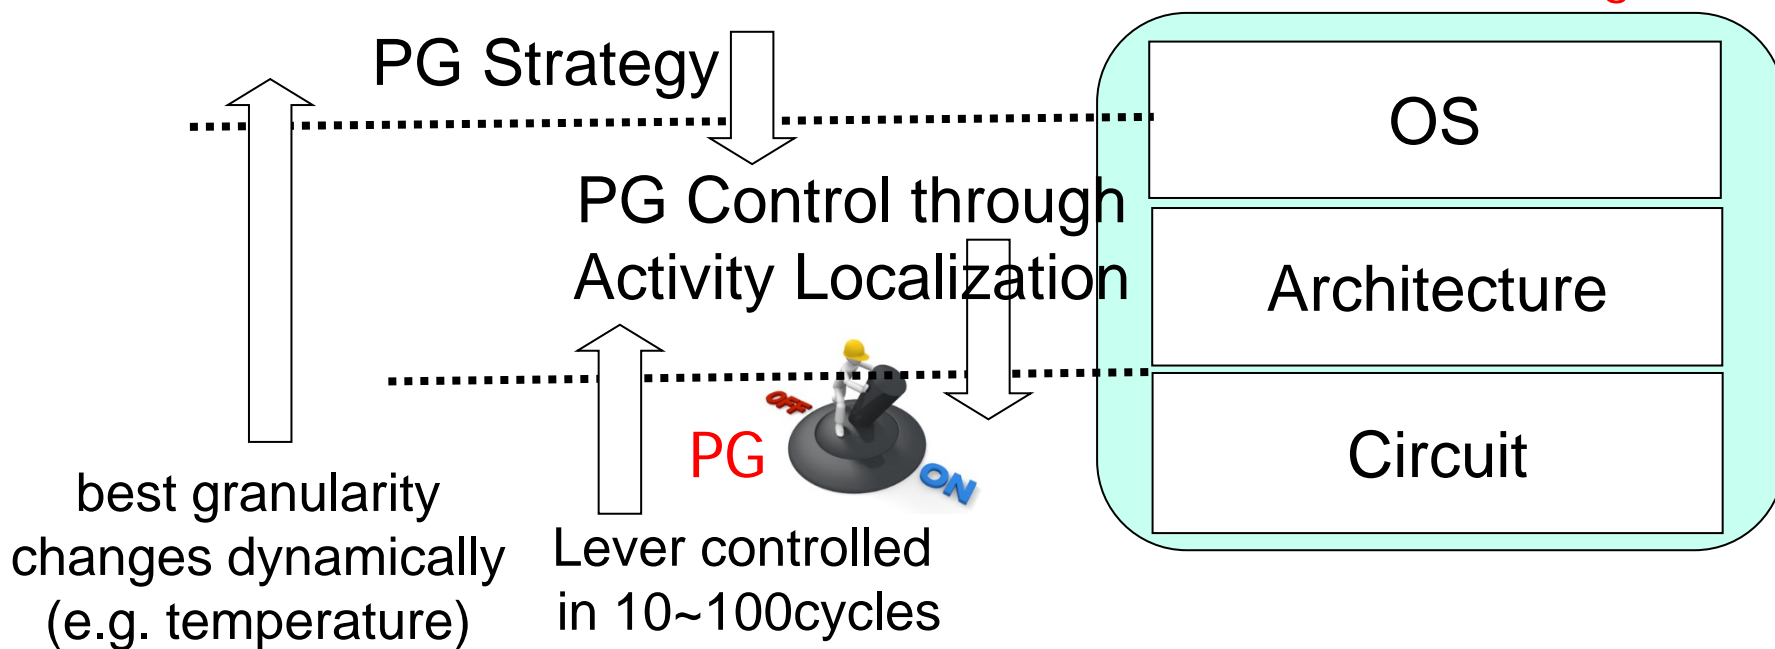 PG Strategy
OS
PG Control through
Activity Localization
Architecture
OFF
PG
ON
Circuit
best granularity
changes dynamically
(e.g. temperature)
Lever controlled
in 10~100cycles